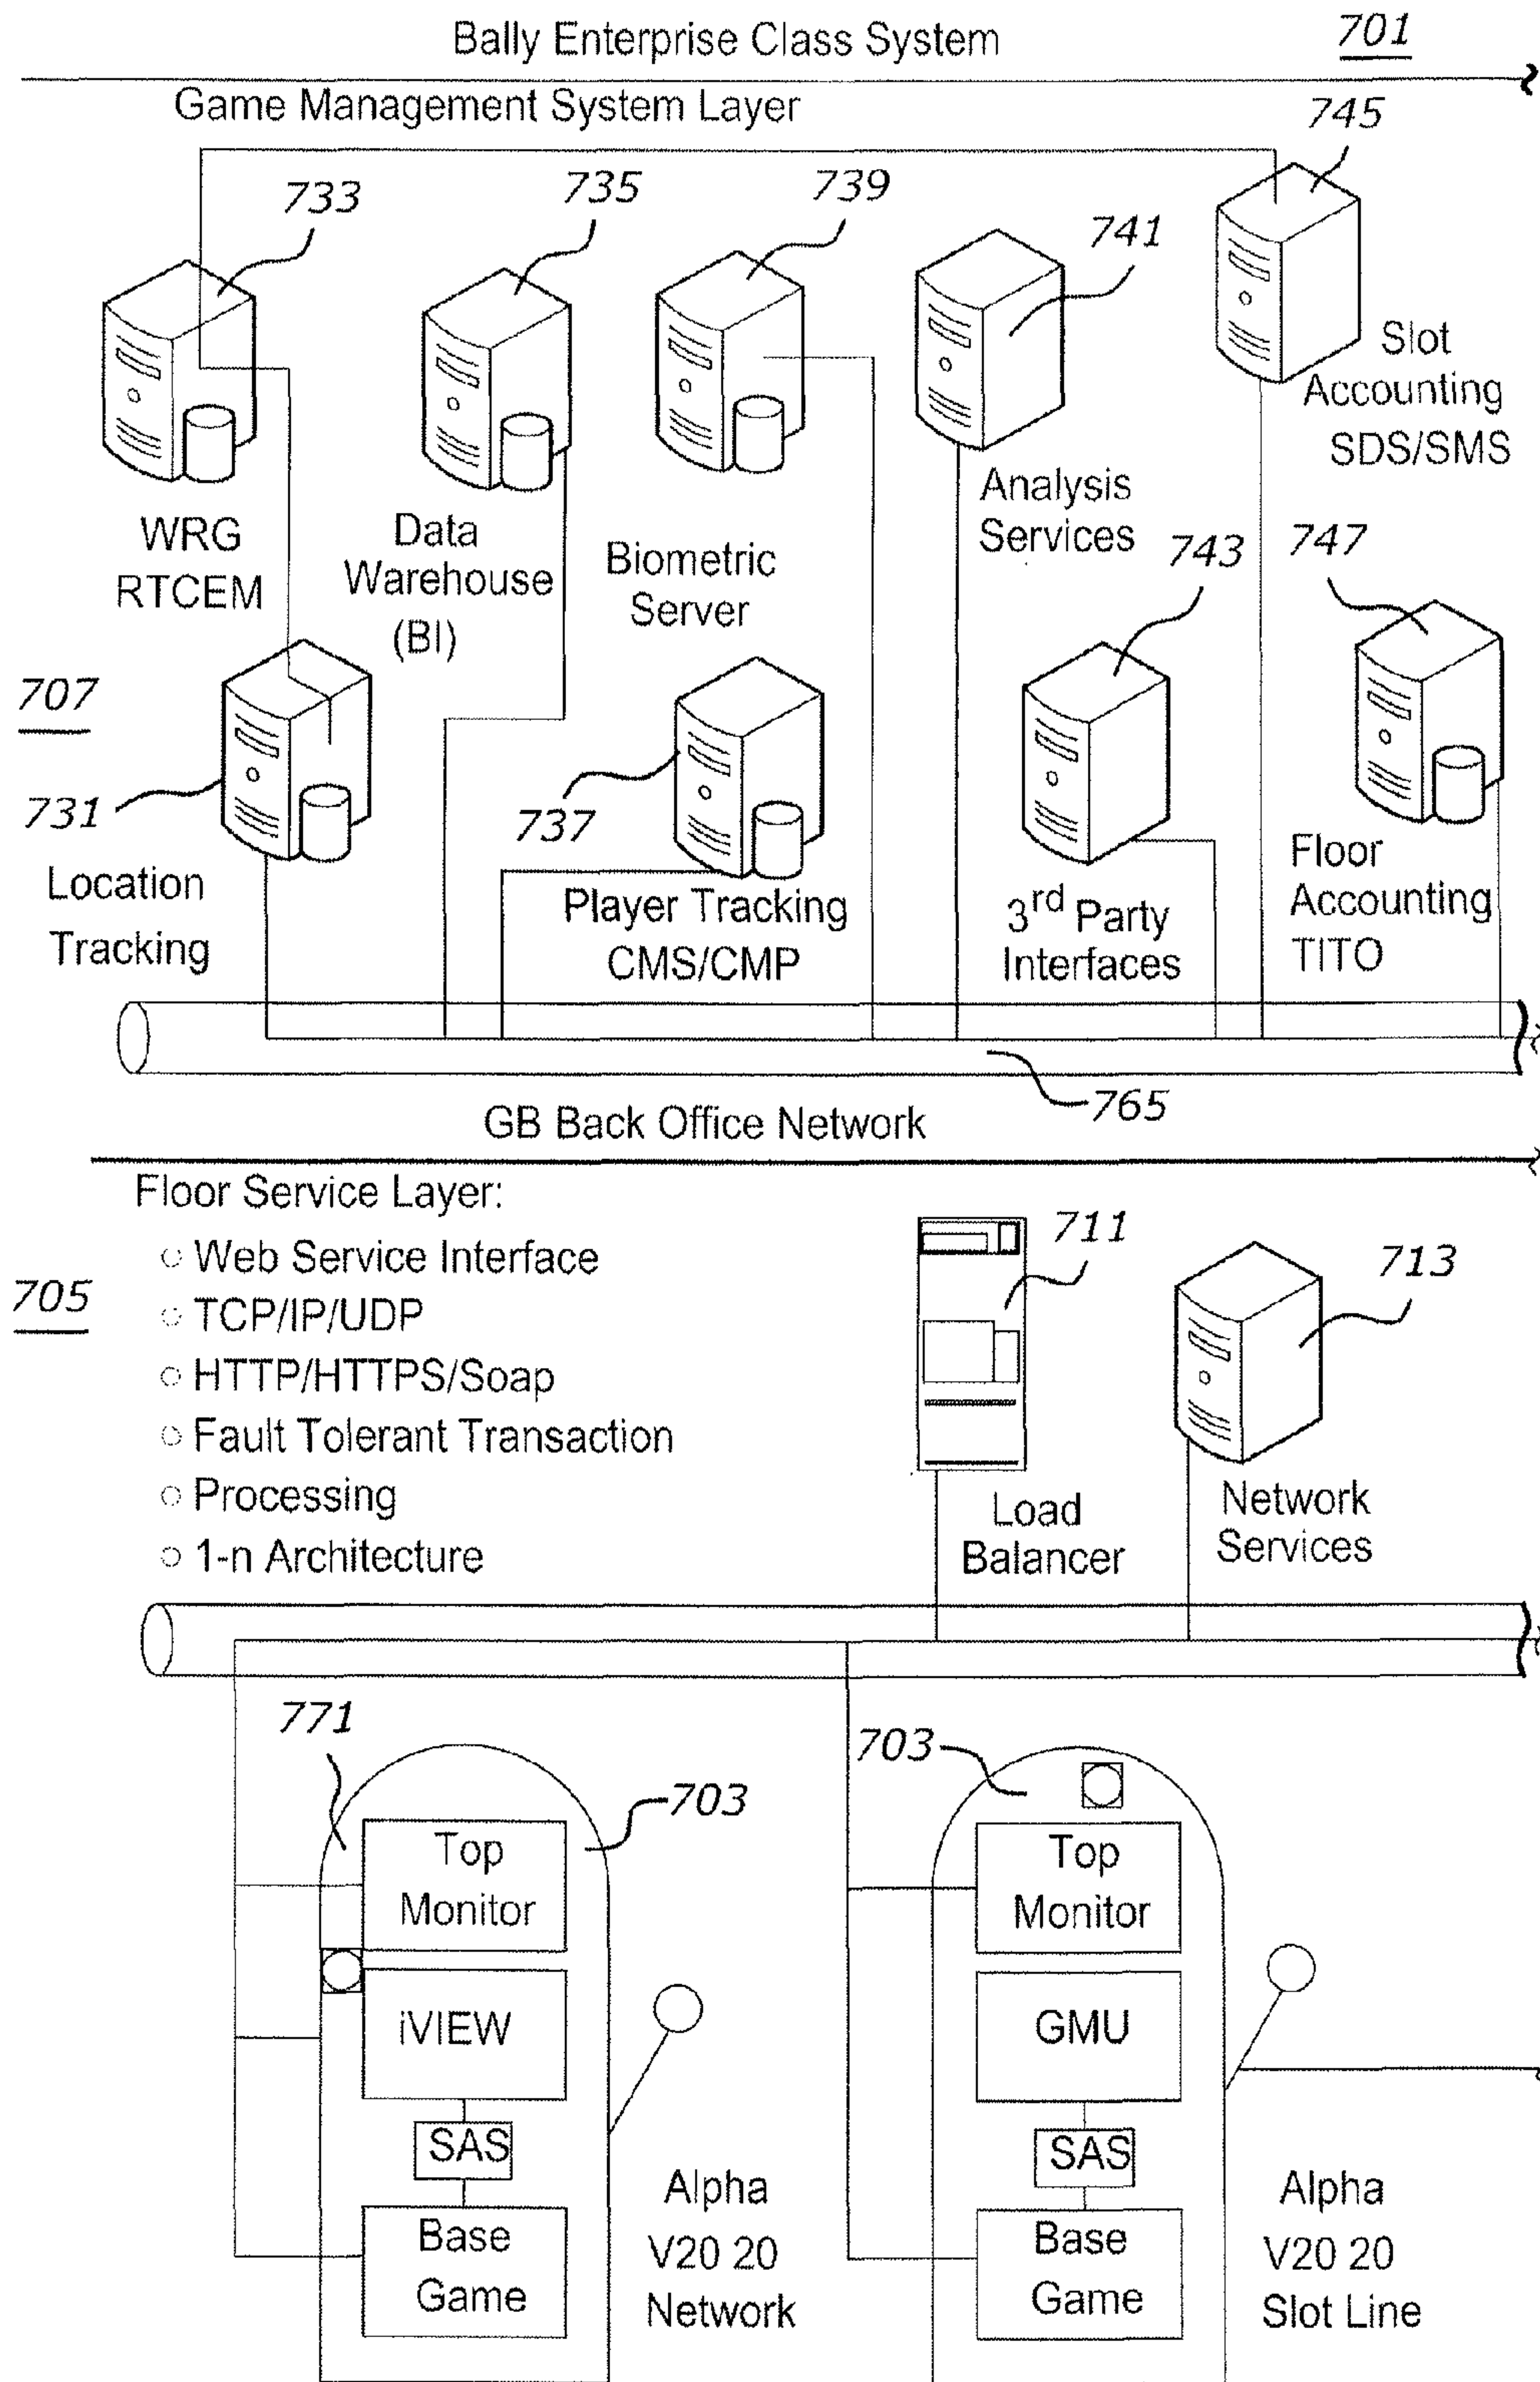 Bally Enterprise Class System
701
Game Management System Layer
745
733
735
739
741
Slot
Accounting
SDS/SMS
Analysis
Services
WRG
RTCEM
Data
Warehouse
(BI)
Biometric
Server
743
747
707
731
737
Location
Tracking
Player Tracking
CMS/CMP
3rd Party
Interfaces
Floor
Accounting
TITO
765
GB Back Office Network
Floor Service Layer:
○ Web Service Interface
○ TCP/IP/UDP
○ HTTP/HTTPS/Soap
○ Fault Tolerant Transaction
○ Processing
○ 1-n Architecture
705
711
713
Load
Balancer
Network
Services
771
703
703
Top
Monitor
iVIEW
SAS
Base
Game
Alpha
V20 20
Network
Top
Monitor
GMU
SAS
Base
Game
Alpha
V20 20
Slot Line